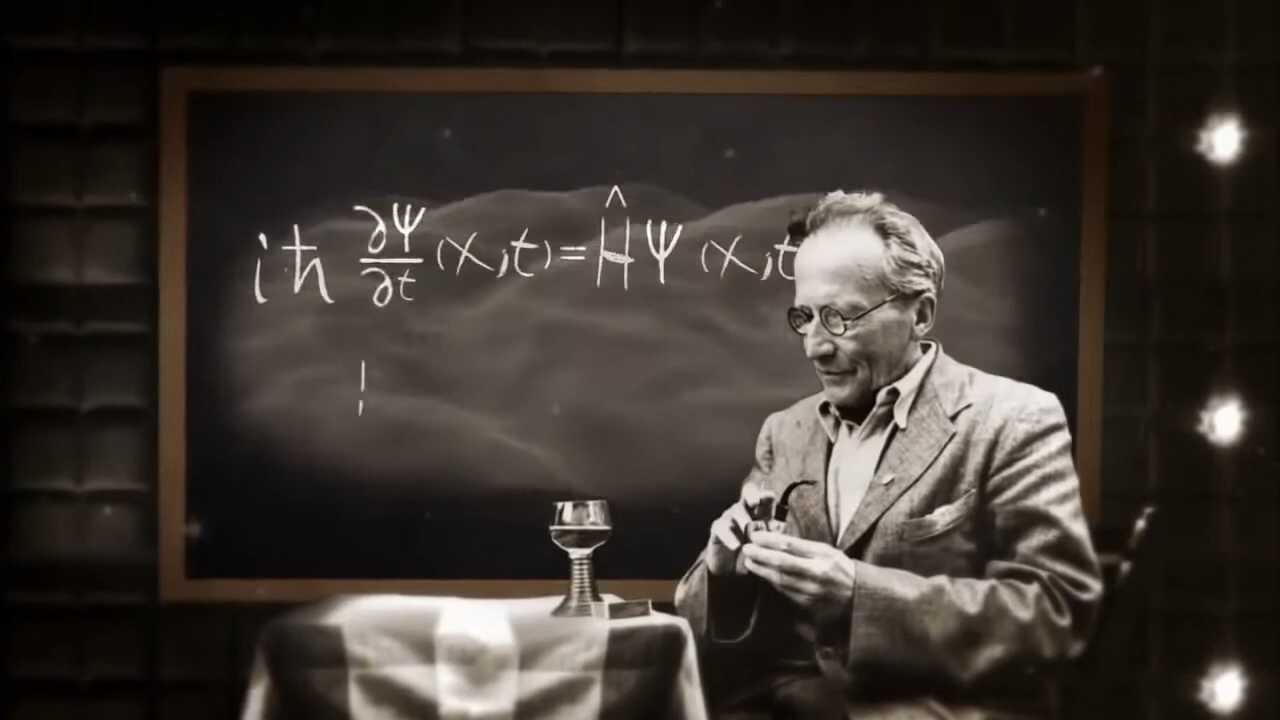 iħ ∂Ψ/∂t (x,t) = ĤΨ (x,t